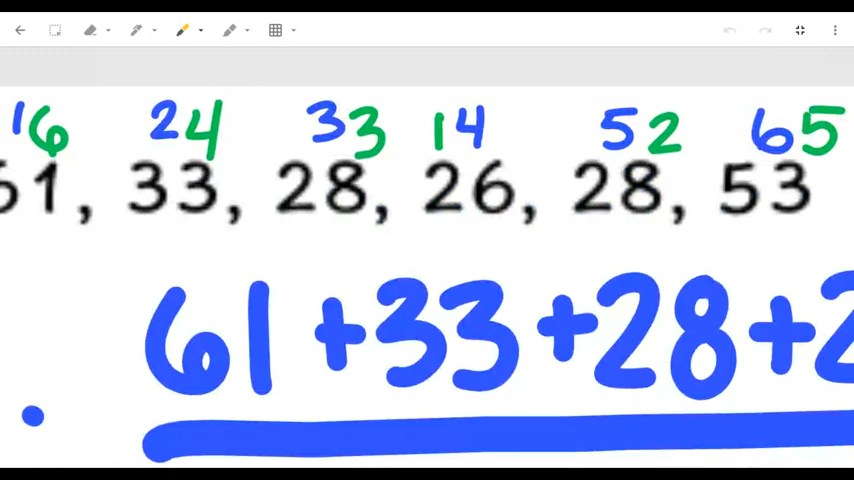 16 24 33 14 52 65
61, 33, 28, 26, 28, 53
61 + 33 + 28 + 2
.